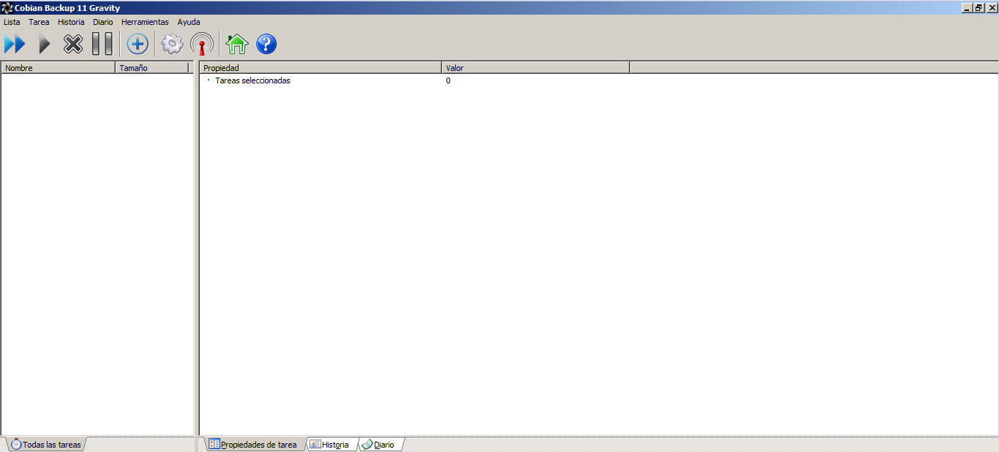 Cobian Backup 11 Gravity
Lista Tarea Historia Diario Herramientas Ayuda
Nombre Tamaño Propiedad Valor
Tareas seleccionadas 0
Todas las tareas Propiedades de tarea Historia Diario